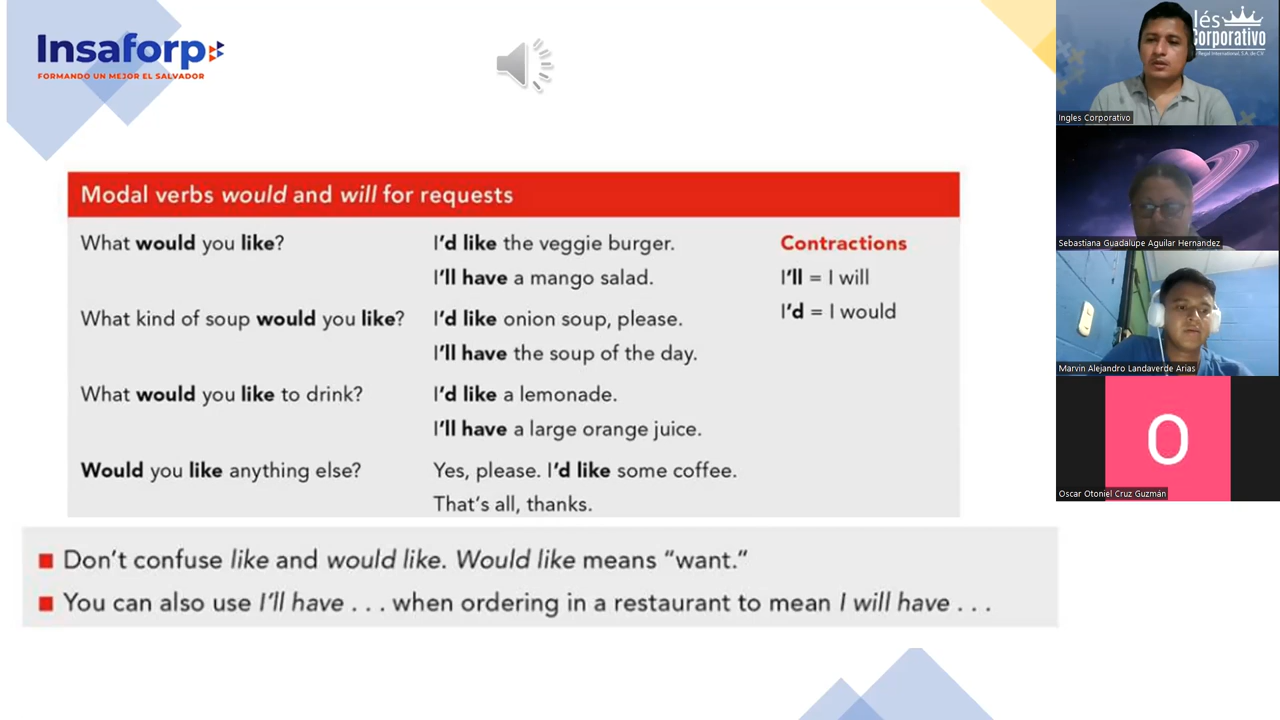 Insaforp
FORMANDO UN MEJOR EL SALVADOR
Modal verbs would and will for requests
What would you like?
I'd like the veggie burger.
I'll have a mango salad.
What kind of soup would you like?
I'd like onion soup, please.
I'll have the soup of the day.
What would you like to drink?
I'd like a lemonade.
I'll have a large orange juice.
Would you like anything else?
Yes, please. I'd like some coffee.
That's all, thanks.
Contractions
I'll = I will
I'd = I would
Don't confuse like and would like. Would like means “want.”
You can also use I'll have . . . when ordering in a restaurant to mean I will have . . .
lés
Corporativo
Regal International, S.A. de C.V.
Ingles Corporativo
Sebastiana Guadalupe Aguilar Hernandez
Marvin Alejandro Landaverde Arias
O
Oscar Otoniel Cruz Guzmán